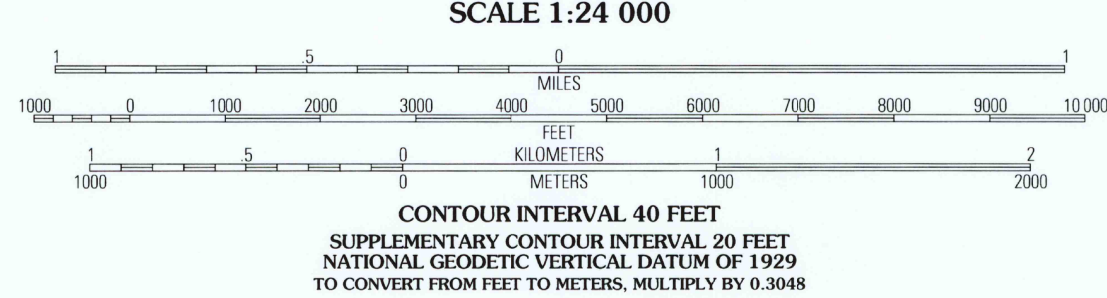 SCALE 1:24 000
1 .5 0 1
MILES
1000 0 1000 2000 3000 4000 5000 6000 7000 8000 9000 10 000
FEET
1 .5 0 KILOMETERS 1 2
1000 0 METERS 1000 2000
CONTOUR INTERVAL 40 FEET
SUPPLEMENTARY CONTOUR INTERVAL 20 FEET
NATIONAL GEODETIC VERTICAL DATUM OF 1929
TO CONVERT FROM FEET TO METERS, MULTIPLY BY 0.3048